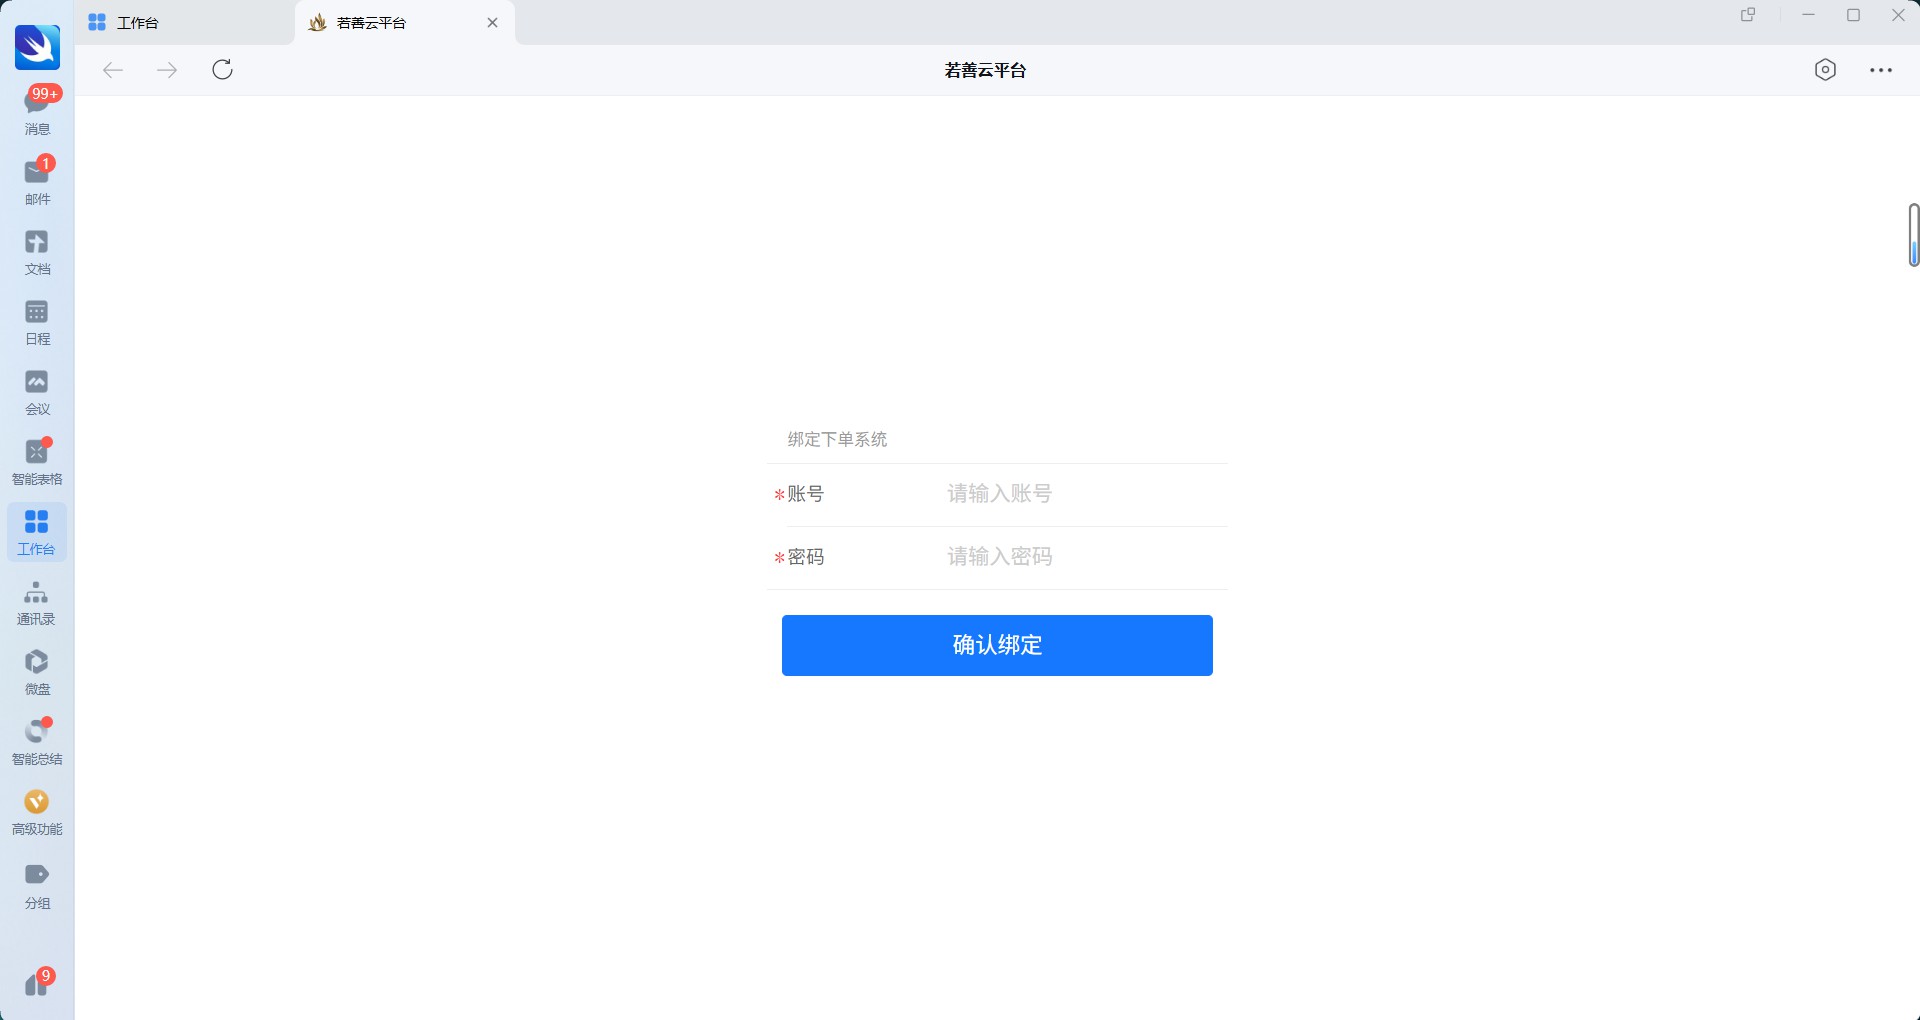 工作台
若善云平台
若善云平台
99+
消息
1
邮件
文档
日程
会议
智能表格
工作台
通讯录
微盘
智能总结
高级功能
分组
9
绑定下单系统
*账号 请输入账号
*密码 请输入密码
确认绑定